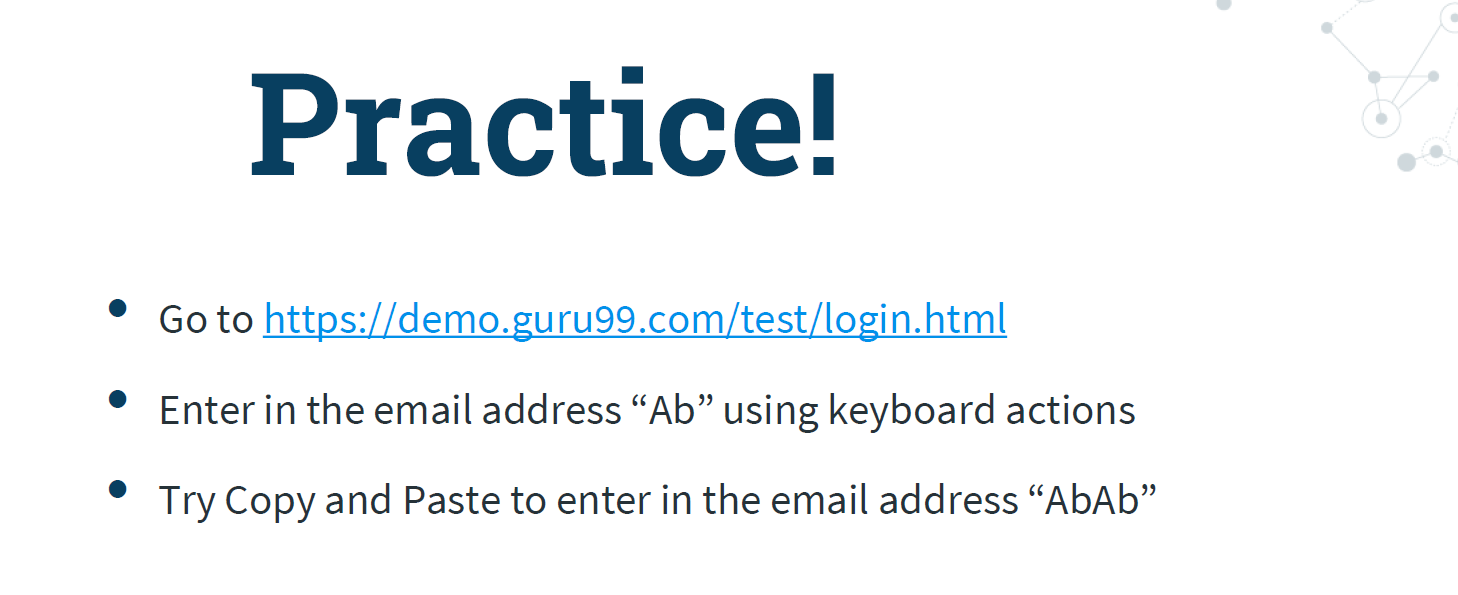 Practice!
Go to https://demo.guru99.com/test/login.html
Enter in the email address “Ab” using keyboard actions
Try Copy and Paste to enter in the email address “AbAb”